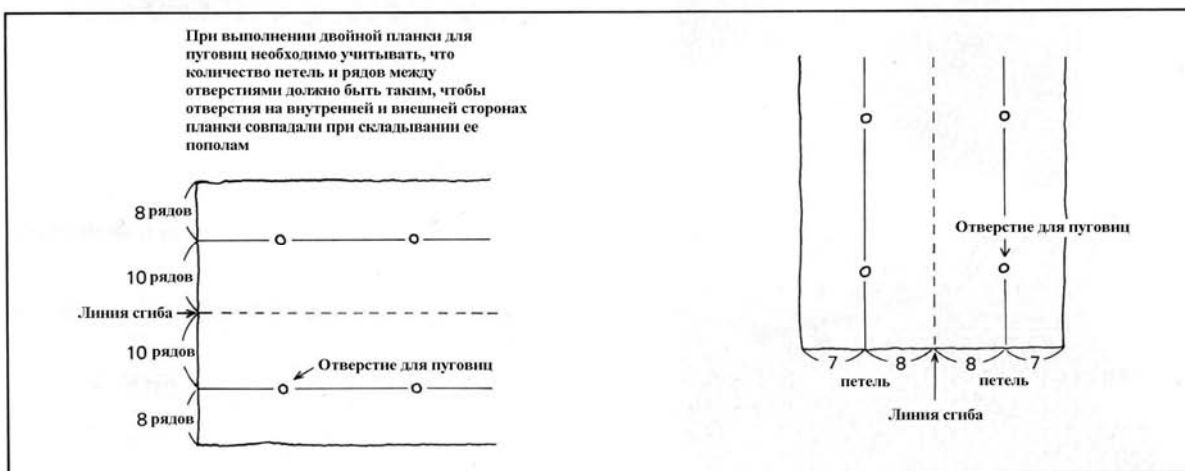 При выполнении двойной планки для
пуговиц необходимо учитывать, что
количество петель и рядов между
отверстиями должно быть таким, чтобы
отверстия на внутренней и внешней сторонах
планки совпадали при складывании ее
пополам
8 рядов
10 рядов
Линия сгиба
10 рядов
Отверстие для пуговиц
8 рядов
Отверстие для пуговиц
7 8 8 7
петель петель
Линия сгиба